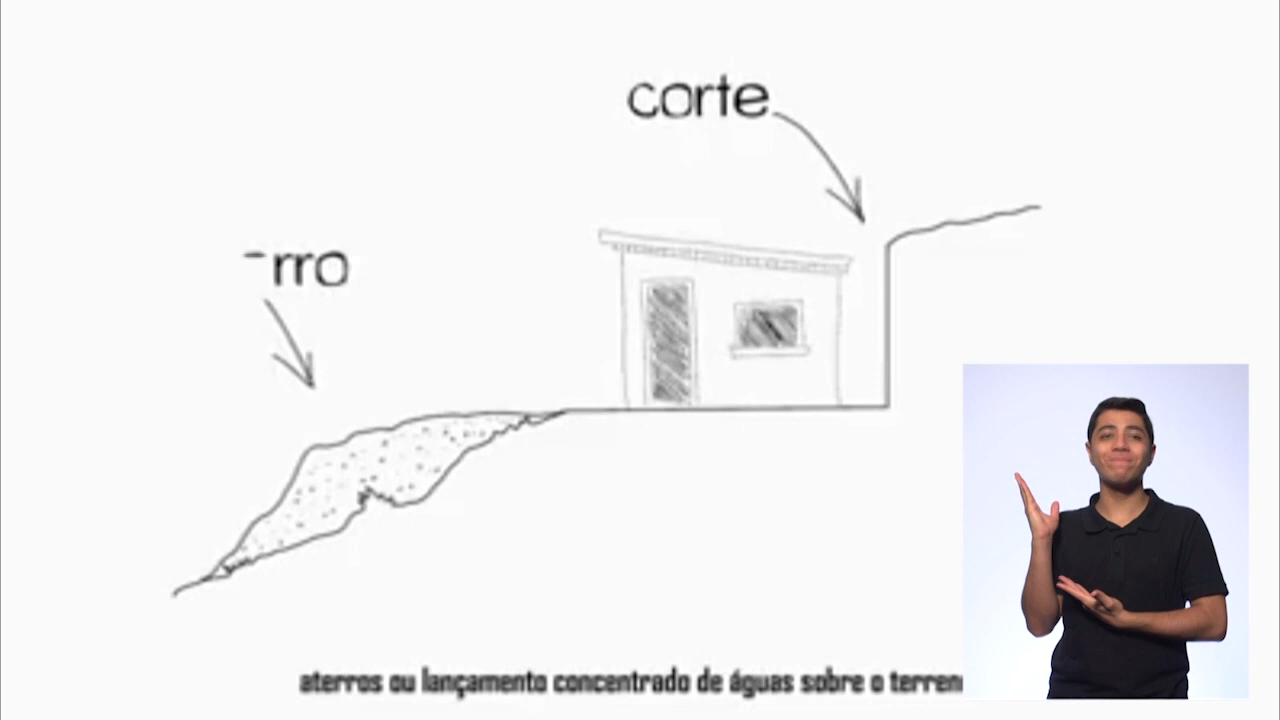 corte
rro
aterros ou lançamento concentrado de águas sobre o terren